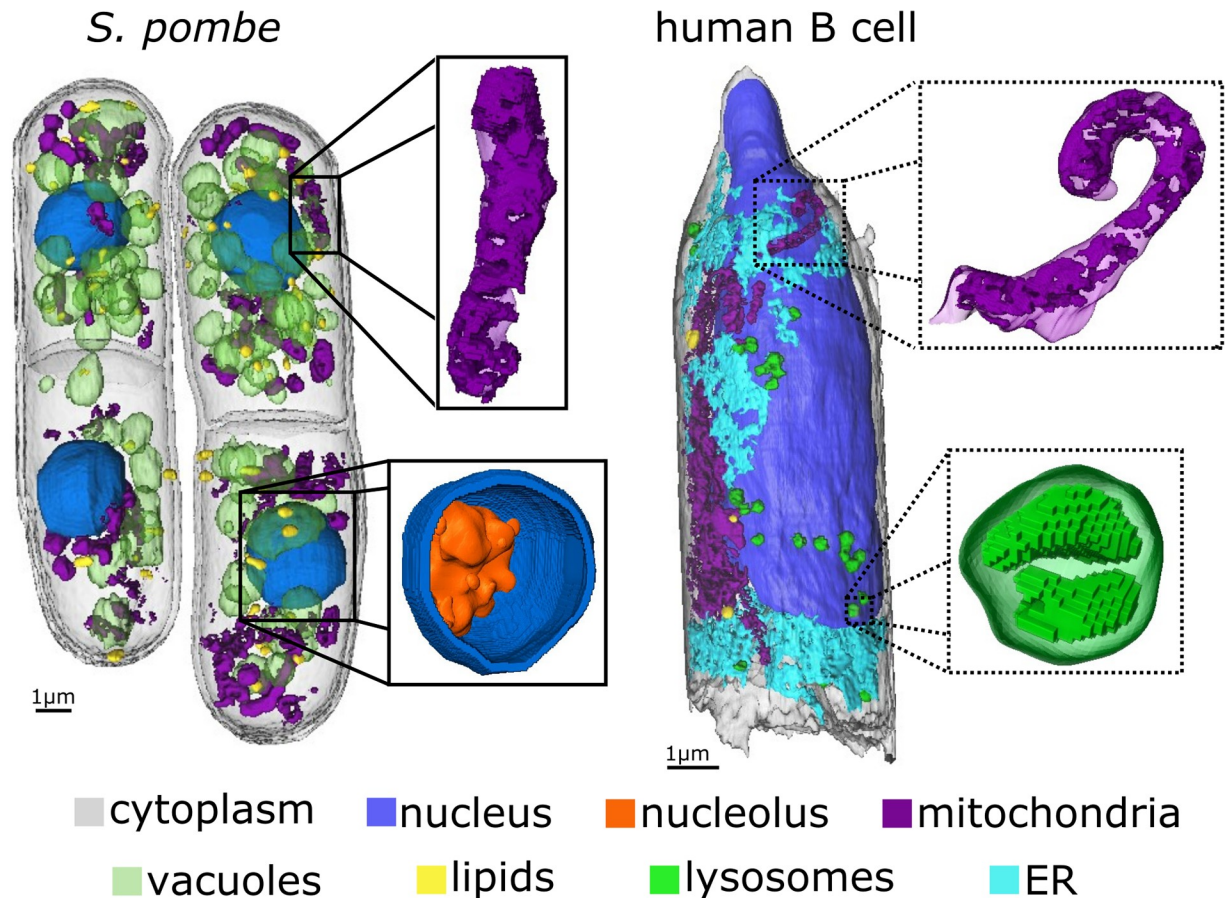 S. pombe
human B cell
1µm
1µm
cytoplasm
nucleus
nucleolus
mitochondria
vacuoles
lipids
lysosomes
ER